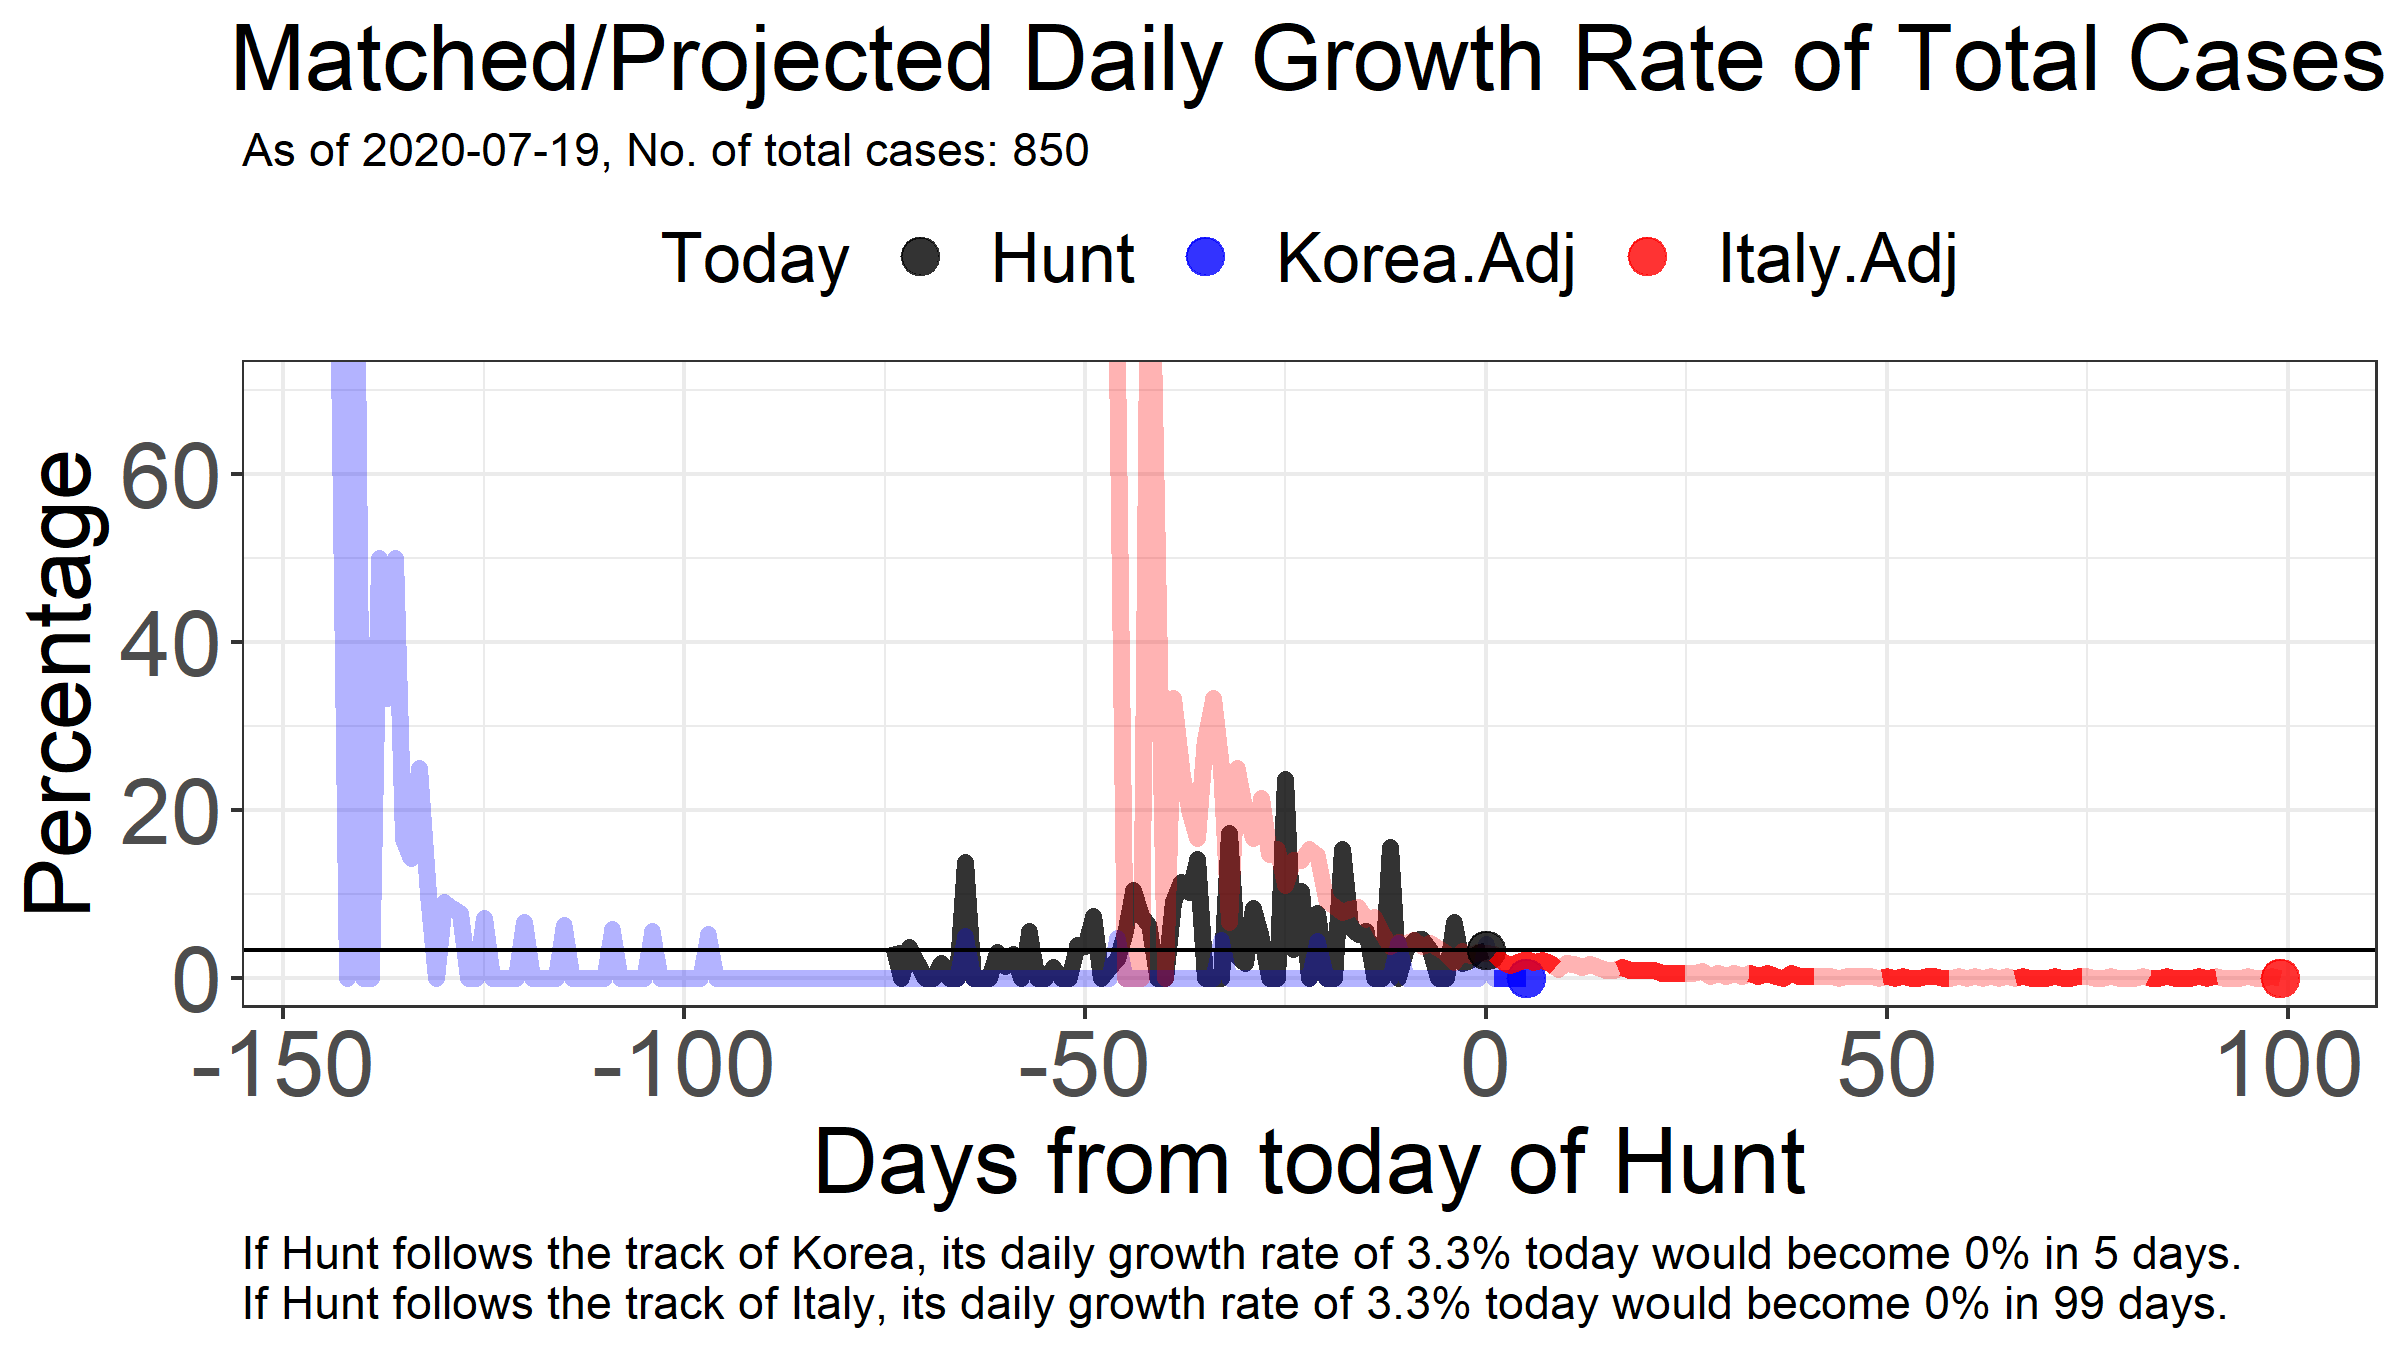 Matched/Projected Daily Growth Rate of Total Cases
As of 2020-07-19, No. of total cases: 850
Today Hunt Korea.Adj Italy.Adj
Percentage
60
40
20
0
-150 -100 -50 0 50 100
Days from today of Hunt
If Hunt follows the track of Korea, its daily growth rate of 3.3% today would become 0% in 5 days.
If Hunt follows the track of Italy, its daily growth rate of 3.3% today would become 0% in 99 days.